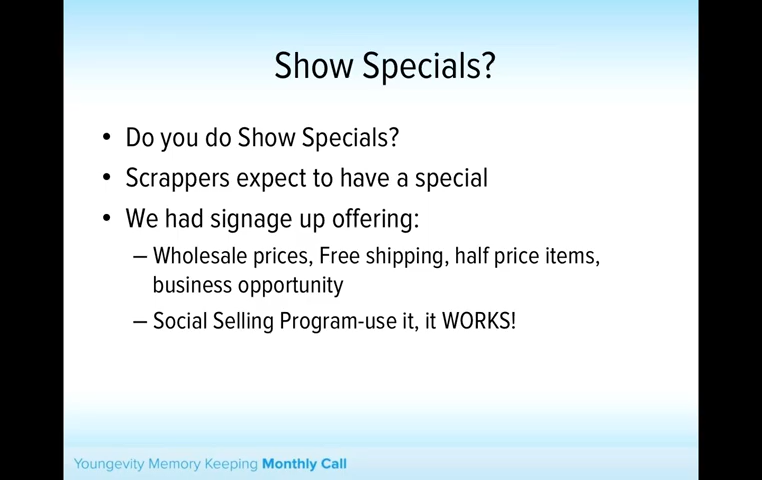 Show Specials?
• Do you do Show Specials?
• Scrappers expect to have a special
• We had signage up offering:
– Wholesale prices, Free shipping, half price items,
business opportunity
– Social Selling Program-use it, it WORKS!
Youngevity Memory Keeping Monthly Call